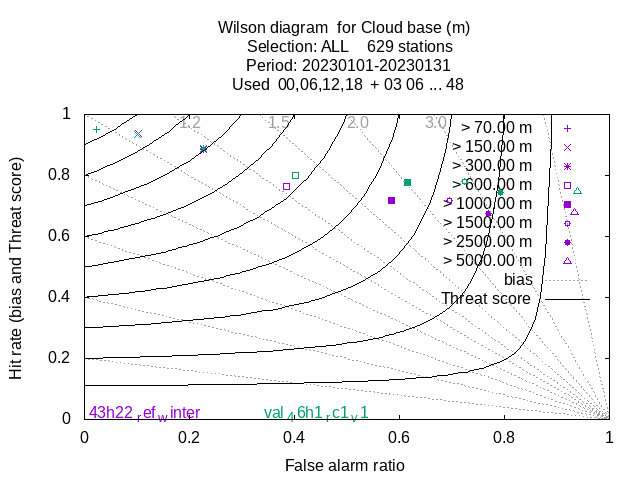 Wilson diagram  for Cloud base (m)
Selection: ALL    629 stations
Period: 20230101-20230131
Used  00,06,12,18  + 03 06 ... 48
Hit rate (bias and Threat score)
1
0.8
0.6
0.4
0.2
0
1.2
1.5
2.0
3.0
> 70.00 m
> 150.00 m
> 300.00 m
> 600.00 m
> 1000.00 m
> 1500.00 m
> 2500.00 m
> 5000.00 m
bias
Threat score
43h22refwinter
val46h1rc1v1
0 0.2 0.4 0.6 0.8 1
False alarm ratio